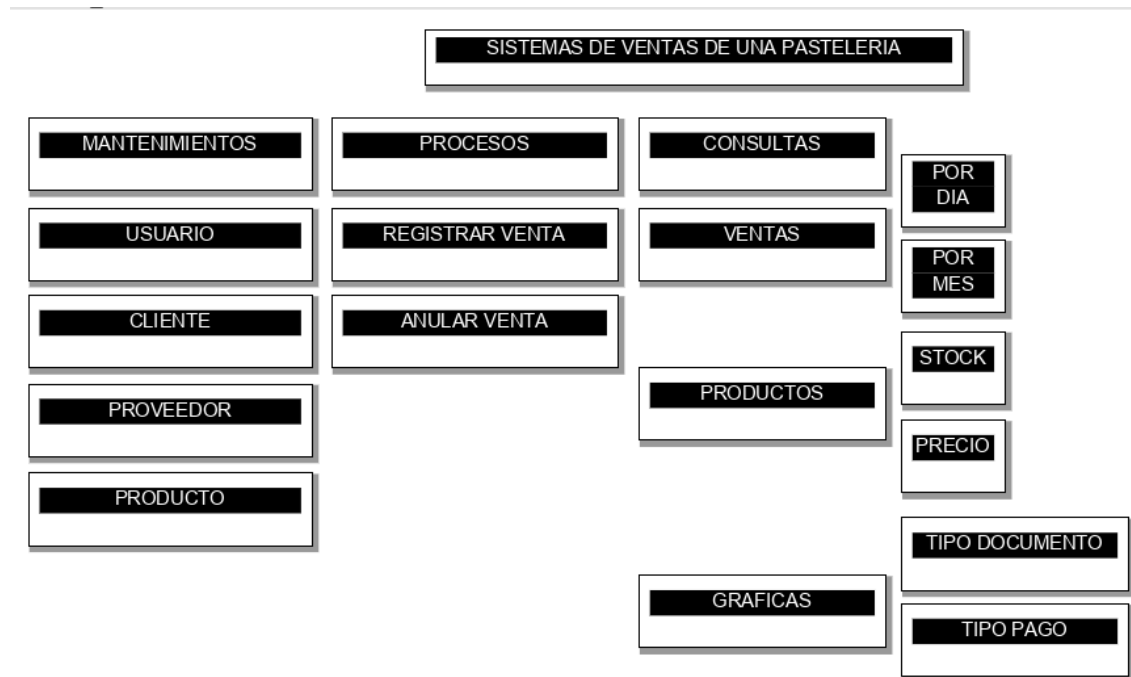 SISTEMAS DE VENTAS DE UNA PASTELERIA
MANTENIMIENTOS
USUARIO
CLIENTE
PROVEEDOR
PRODUCTO
PROCESOS
REGISTRAR VENTA
ANULAR VENTA
CONSULTAS
VENTAS
POR
DIA
POR
MES
PRODUCTOS
STOCK
PRECIO
GRAFICAS
TIPO DOCUMENTO
TIPO PAGO